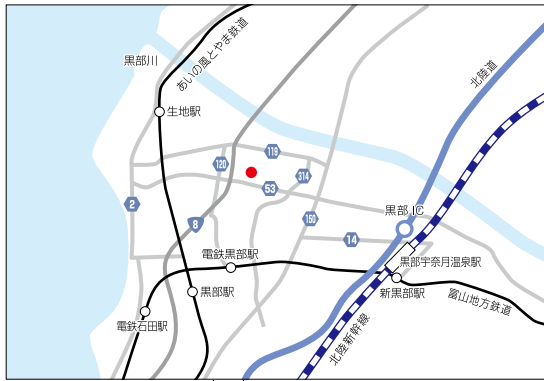 黒部川
あいの風とやま鉄道
北陸道
生地駅
119
120
314
53
2
8
150
黒部IC
14
電鉄黒部駅
黒部宇奈月温泉駅
黒部駅
新黒部駅
富山地方鉄道
電鉄石田駅
北陸新幹線